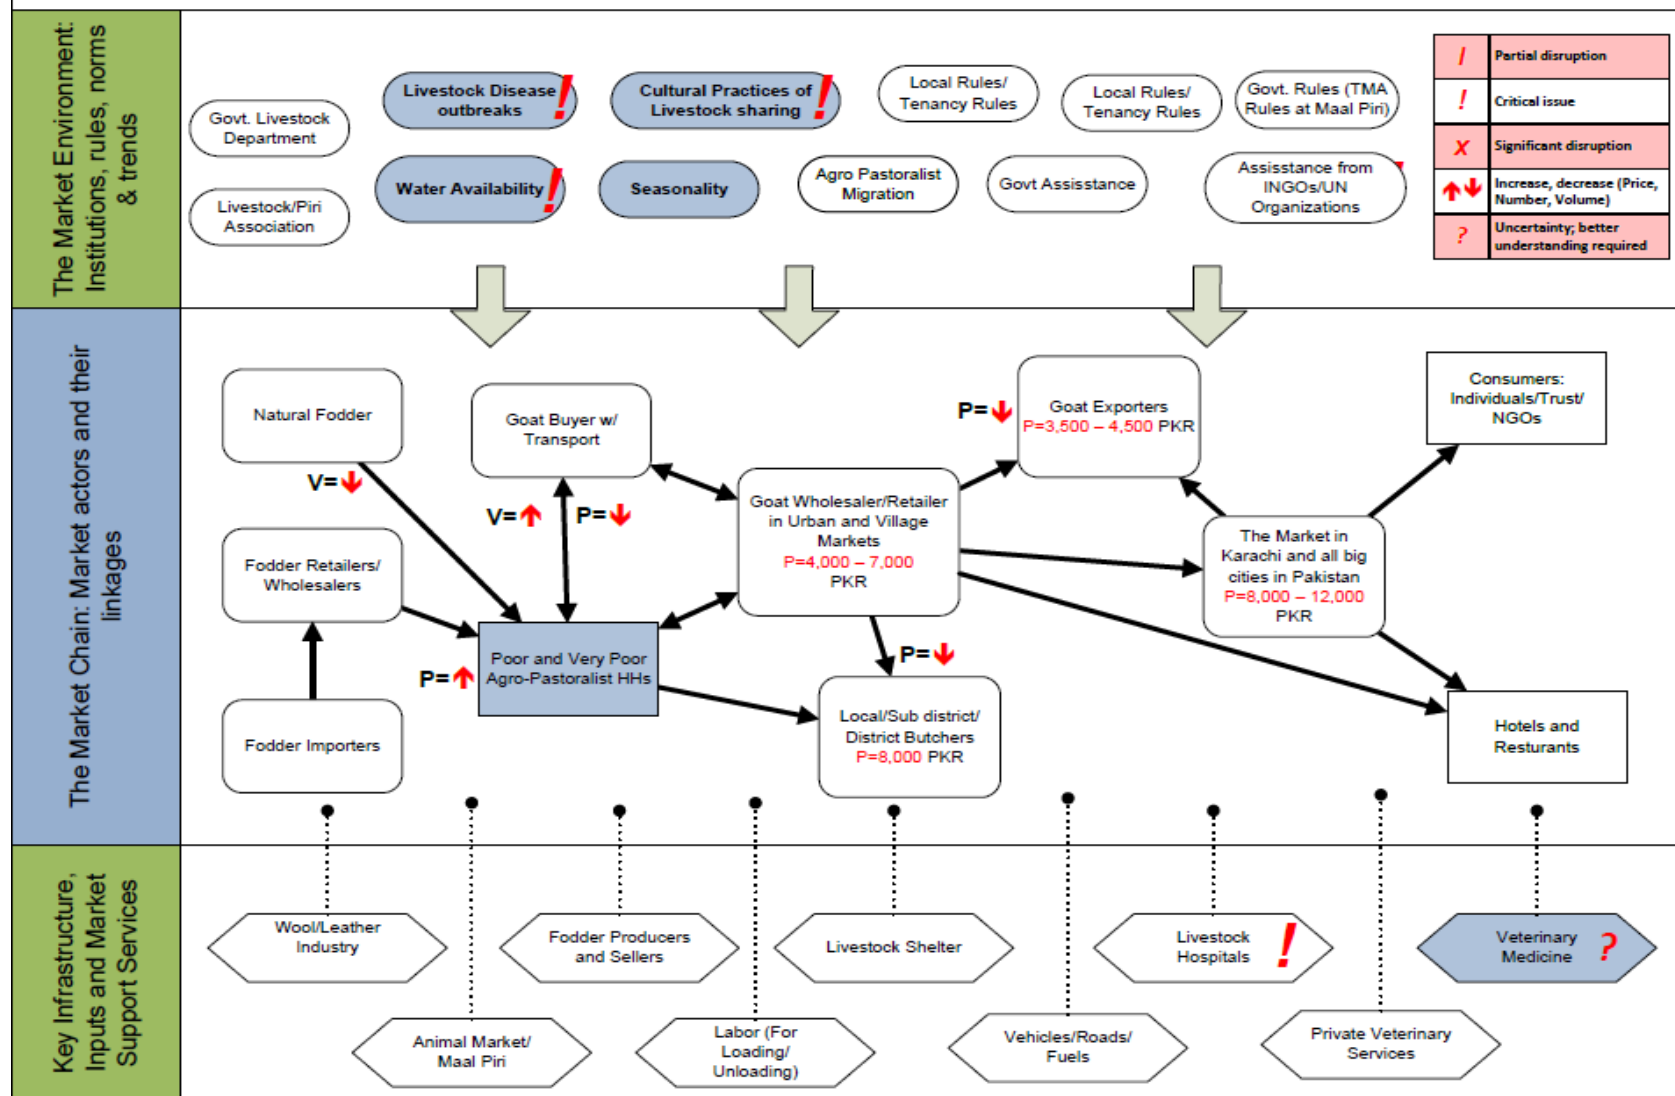 The Market Environment:
Institutions, rules, norms
& trends
Govt. Livestock
Department
Livestock/Piri
Association
Livestock Disease
outbreaks
!
Water Availability
!
Cultural Practices of
Livestock sharing
!
Seasonality
Local Rules/
Tenancy Rules
Agro Pastoralist
Migration
Local Rules/
Tenancy Rules
Govt Assisstance
Govt. Rules (TMA
Rules at Maal Piri)
Assisstance from
INGOs/UN
Organizations
/ Partial disruption
! Critical issue
X Significant disruption
Increase, decrease (Price,
Number, Volume)
? Uncertainty; better
understanding required
The Market Chain: Market actors and their
linkages
Natural Fodder
V=
Fodder Retailers/
Wholesalers
Fodder Importers
Goat Buyer w/
Transport
V=
P=
P=
Poor and Very Poor
Agro-Pastoralist HHs
Goat Wholesaler/Retailer
in Urban and Village
Markets
P=4,000 – 7,000
PKR
P=
Local/Sub district/
District Butchers
P=8,000 PKR
P=
Goat Exporters
P=3,500 – 4,500 PKR
The Market in
Karachi and all big
cities in Pakistan
P=8,000 – 12,000
PKR
Consumers:
Individuals/Trust/
NGOs
Hotels and
Resturants
Key Infrastructure,
Inputs and Market
Support Services
Wool/Leather
Industry
Animal Market/
Maal Piri
Fodder Producers
and Sellers
Labor (For
Loading/
Unloading)
Livestock Shelter
Vehicles/Roads/
Fuels
Livestock
Hospitals
!
Private Veterinary
Services
Veterinary
Medicine
?